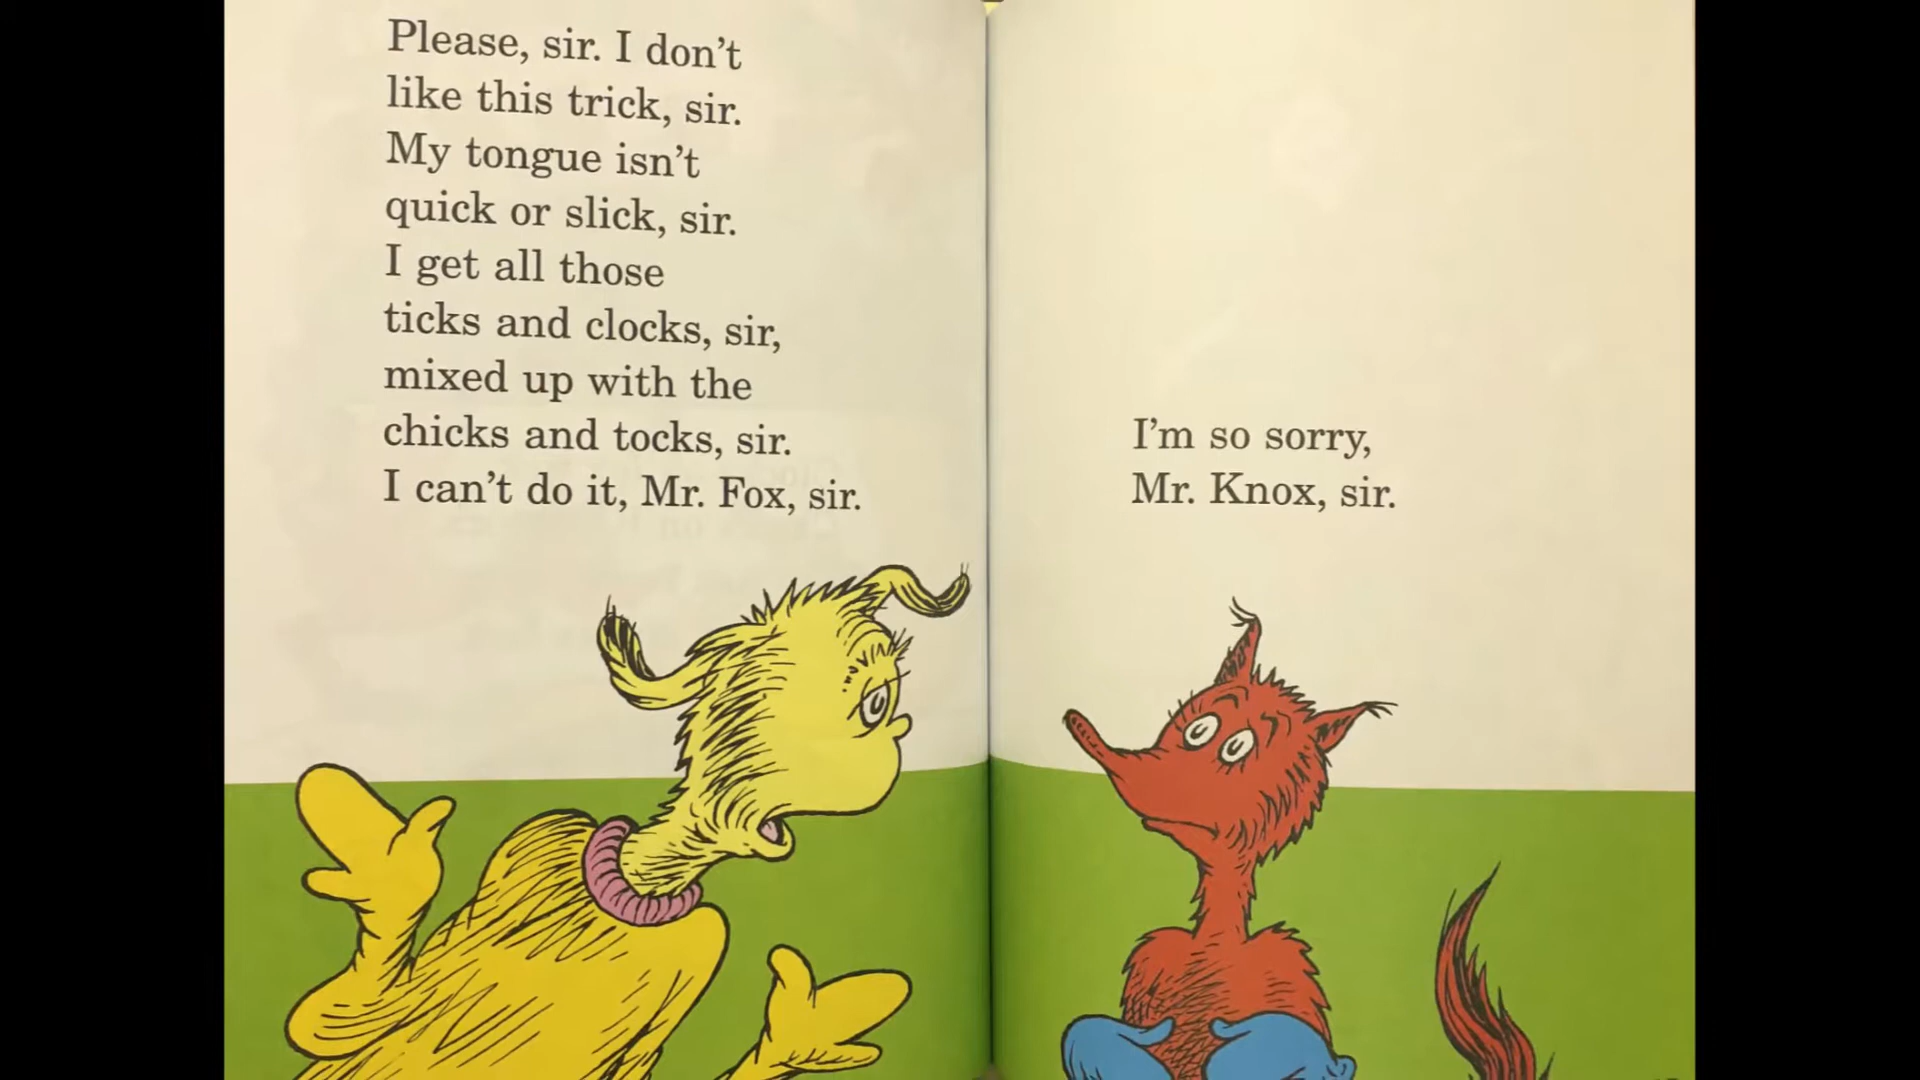 Please, sir. I don't
like this trick, sir.
My tongue isn't
quick or slick, sir.
I get all those
ticks and clocks, sir,
mixed up with the
chicks and tocks, sir.
I can't do it, Mr. Fox, sir.
I'm so sorry,
Mr. Knox, sir.